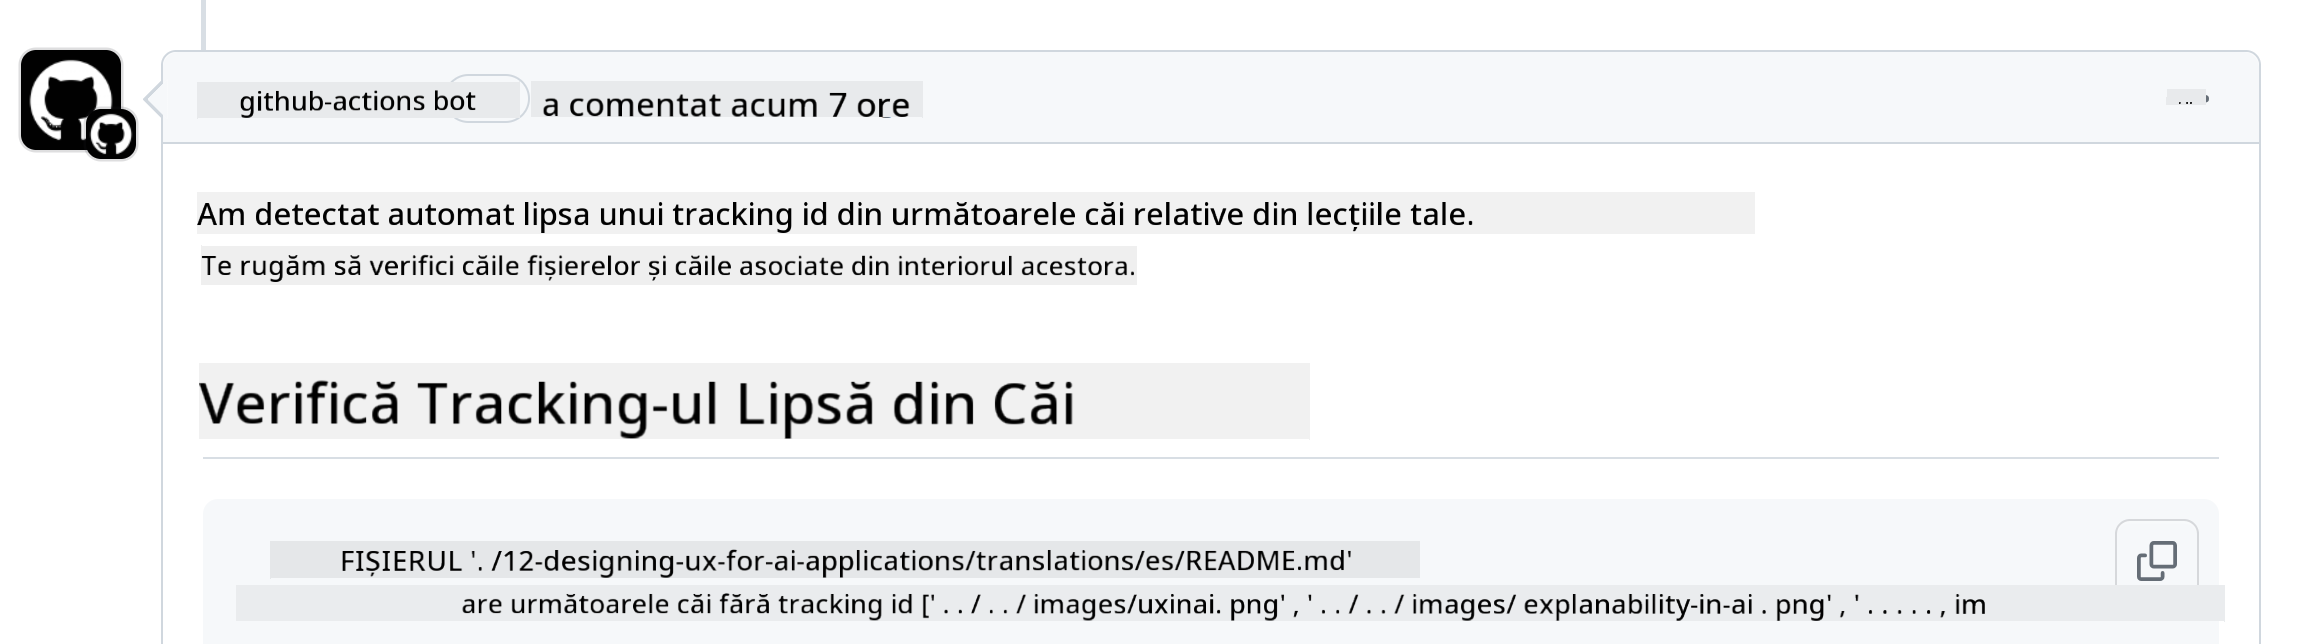 github-actions bot a comentat acum 7 ore
Am detectat automat lipsa unui tracking id din următoarele căi relative din lecțiile tale.
Te rugăm să verifici căile fișierelor și căile asociate din interiorul acestora.
Verifică Tracking-ul Lipsă din Căi
FIȘIERUL '. /12-designing-ux-for-ai-applications/translations/es/README.md'
are următoarele căi fără tracking id [' . . / . . / images/uxinai. png' , ' . . / . . / images/ explanability-in-ai . png' , ' . . . . . , im